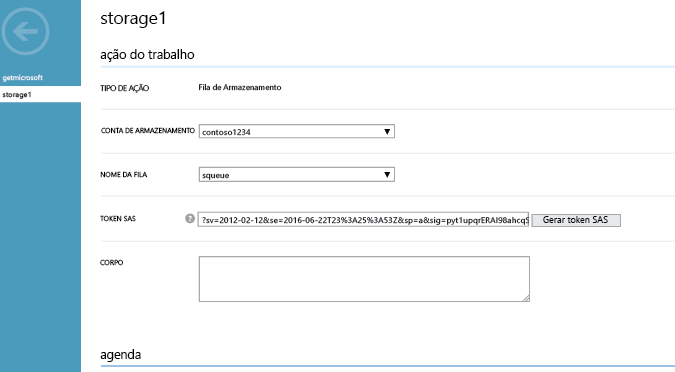 storage1
getmicrosoft
storage1
ação do trabalho
TIPO DE AÇÃO Fila de Armazenamento
CONTA DE ARMAZENAMENTO contoso1234
NOME DA FILA squeue
TOKEN SAS ? ?sv=2012-02-12&se=2016-06-22T23%3A25%3A53Z&sp=a&sig=pyt1upqrERAI98ahcqS Gerar token SAS
CORPO
agenda